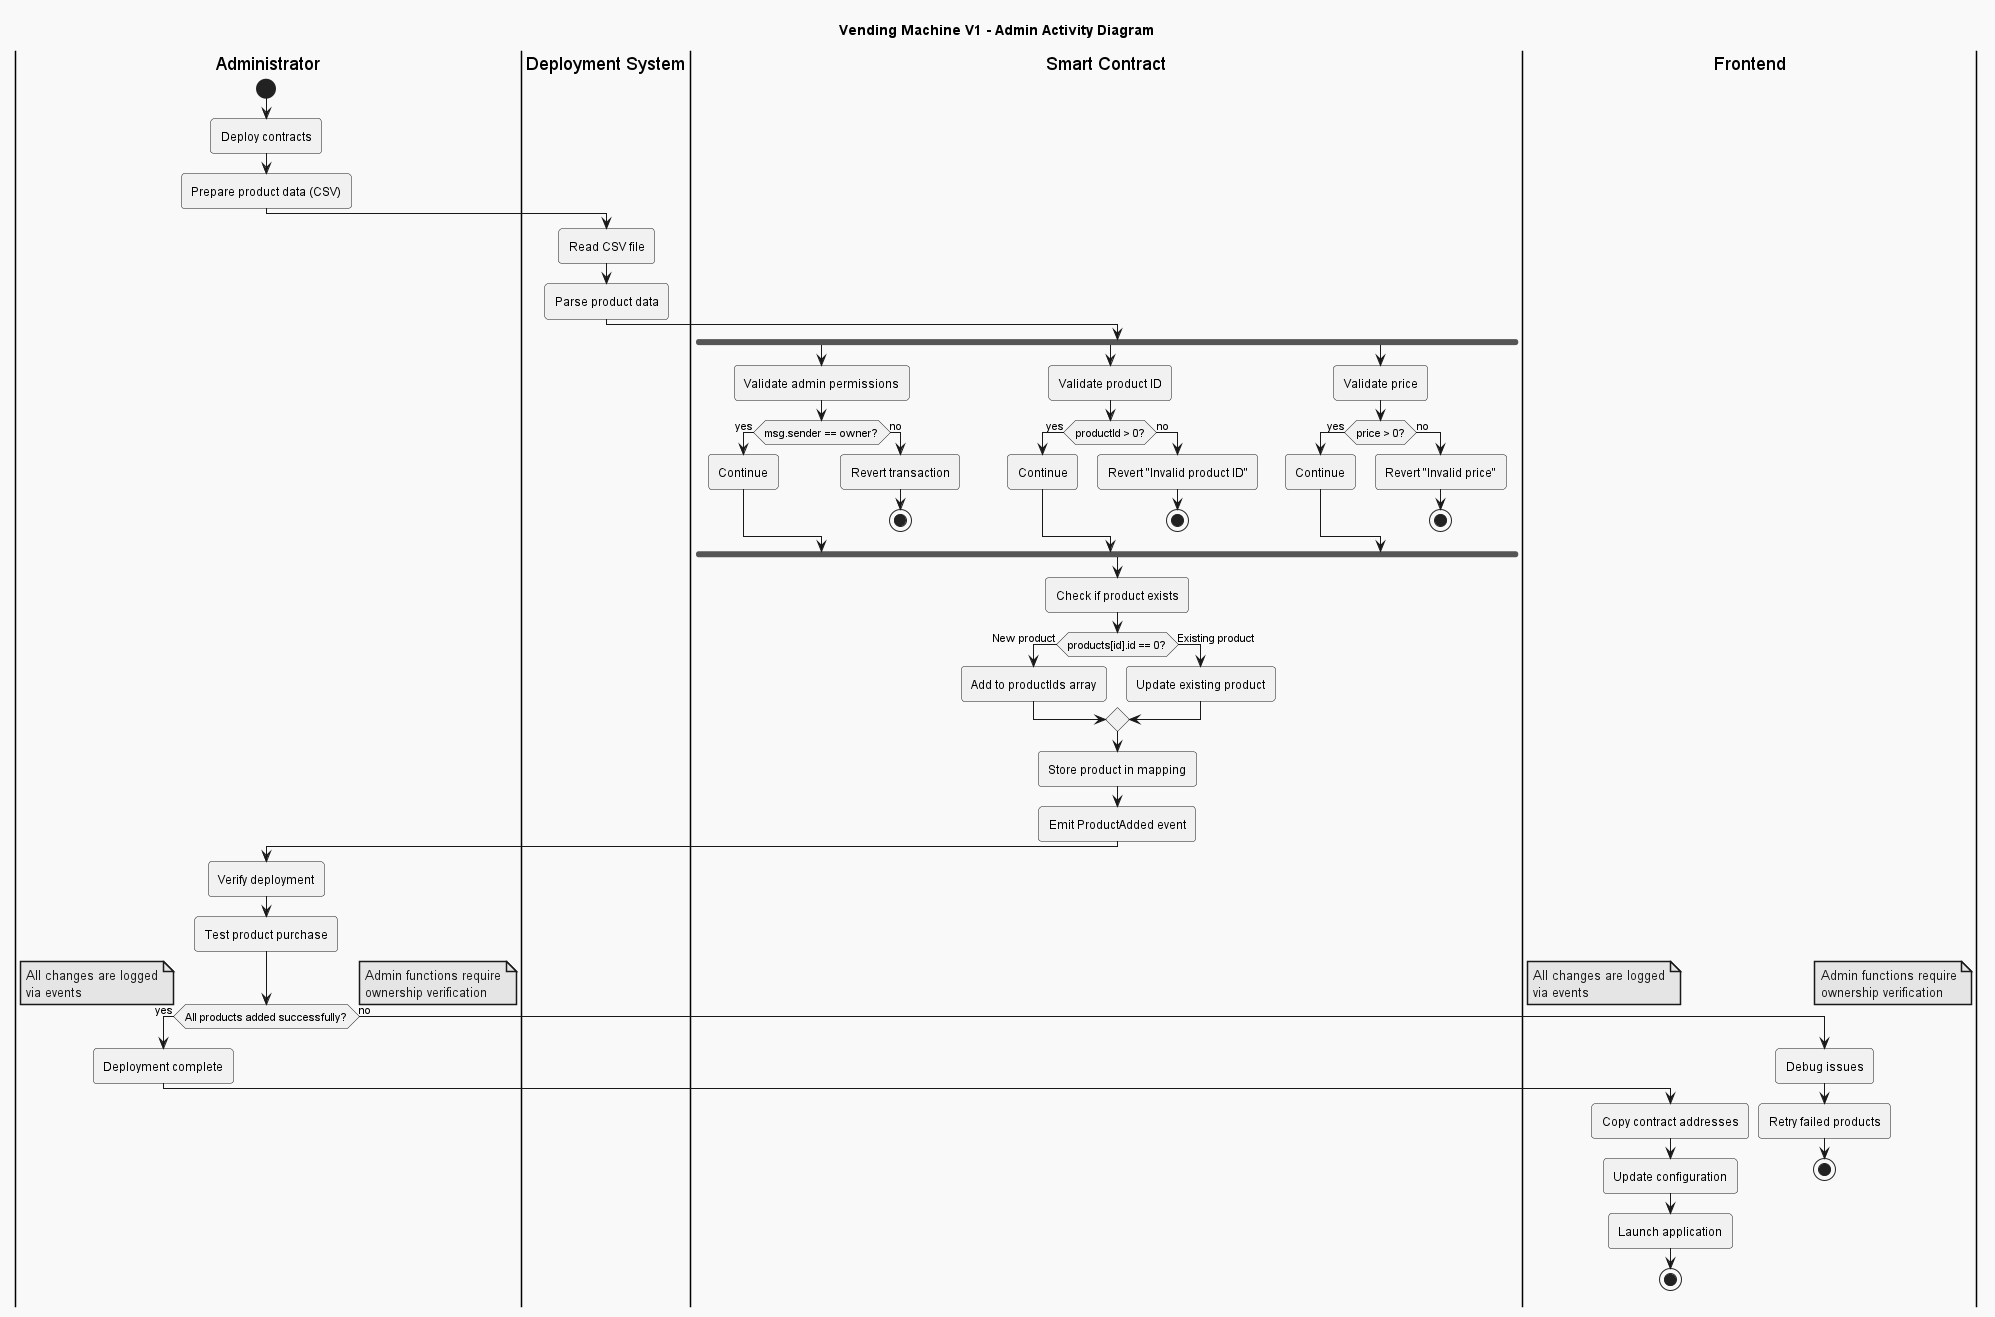 Vending Machine V1 - Admin Activity Diagram
Administrator
Deployment System
Smart Contract
Frontend
Deploy contracts
Prepare product data (CSV)
Read CSV file
Parse product data
Validate admin permissions
Validate product ID
Validate price
yes
msg.sender == owner?
no
yes
productId > 0?
no
yes
price > 0?
no
Continue
Revert transaction
Continue
Revert "Invalid product ID"
Continue
Revert "Invalid price"
Check if product exists
New product
products[id].id == 0?
Existing product
Add to productIds array
Update existing product
Store product in mapping
Emit ProductAdded event
Verify deployment
Test product purchase
All changes are logged
via events
Admin functions require
ownership verification
All changes are logged
via events
Admin functions require
ownership verification
yes
All products added successfully?
no
Deployment complete
Debug issues
Copy contract addresses
Retry failed products
Update configuration
Launch application